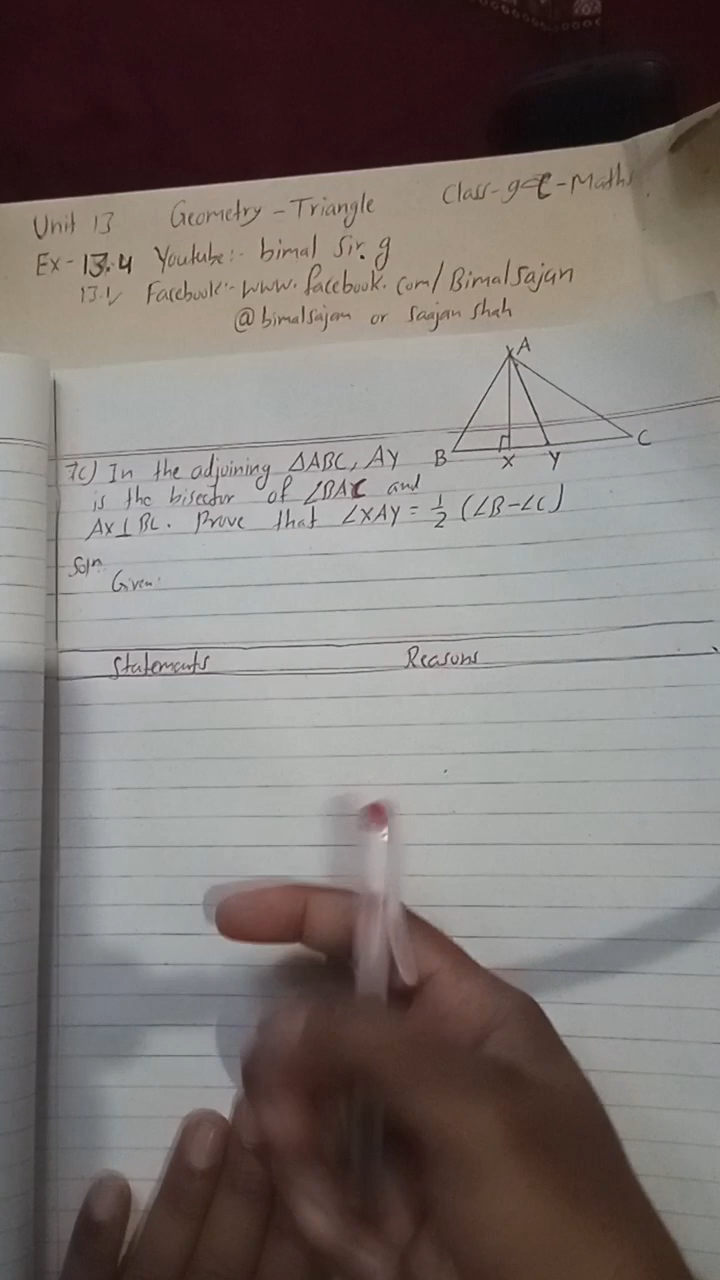 Unit 13 Geometry - Triangle Class - 9 - Maths
Ex - 13.4 Youtube:- bimal sir. g
13.1 Facebook:- www.facebook.com/Bimalsajan
@bimalsajan or saajan shah
A
B X Y C
7c) In the adjoining △ABC, AY
is the bisector of ∠BAC and
AX⊥BC. Prove that ∠XAY = 1/2 (∠B-∠C)
Soln
Given:
Statements Reasons